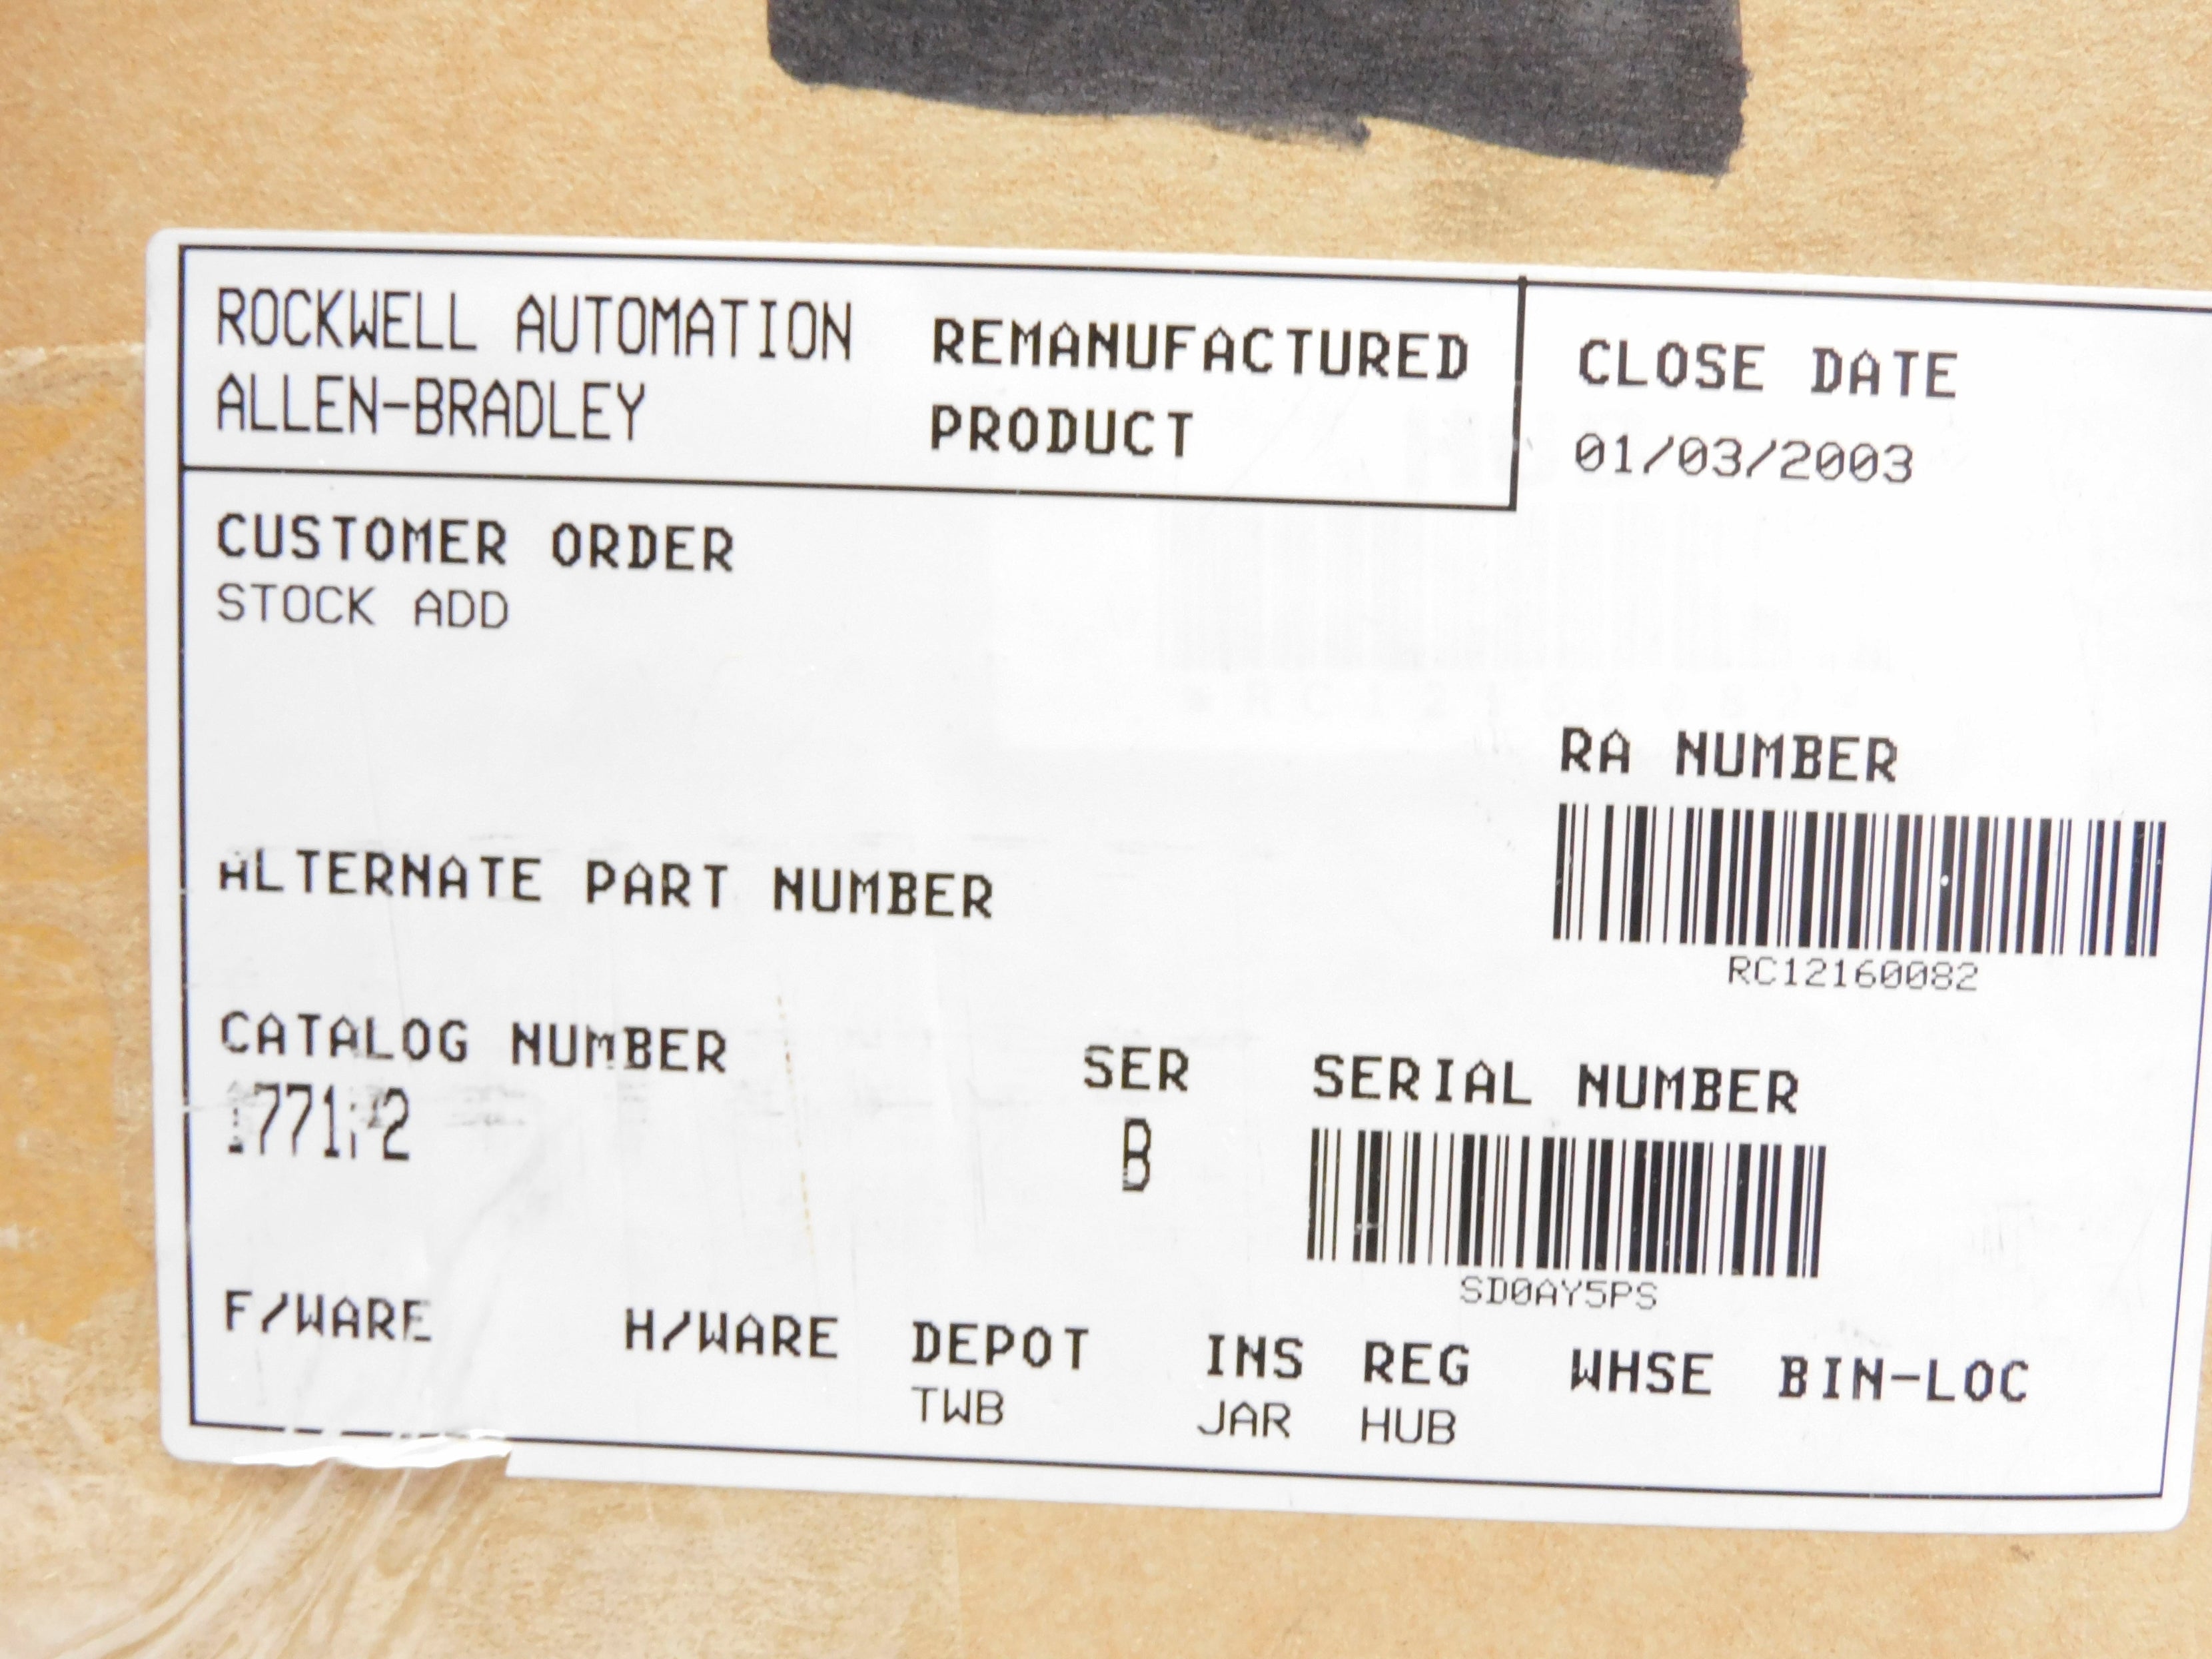 ROCKWELL AUTOMATION
ALLEN-BRADLEY
REMANUFACTURED
PRODUCT
CLOSE DATE
01/03/2003
CUSTOMER ORDER
STOCK ADD
RA NUMBER
RC12160082
ALTERNATE PART NUMBER
CATALOG NUMBER
SER
B
SERIAL NUMBER
SD0AY5PS
F/WARE H/WARE DEPOT INS REG WHSE BIN-LOC
TWB JAR HUB